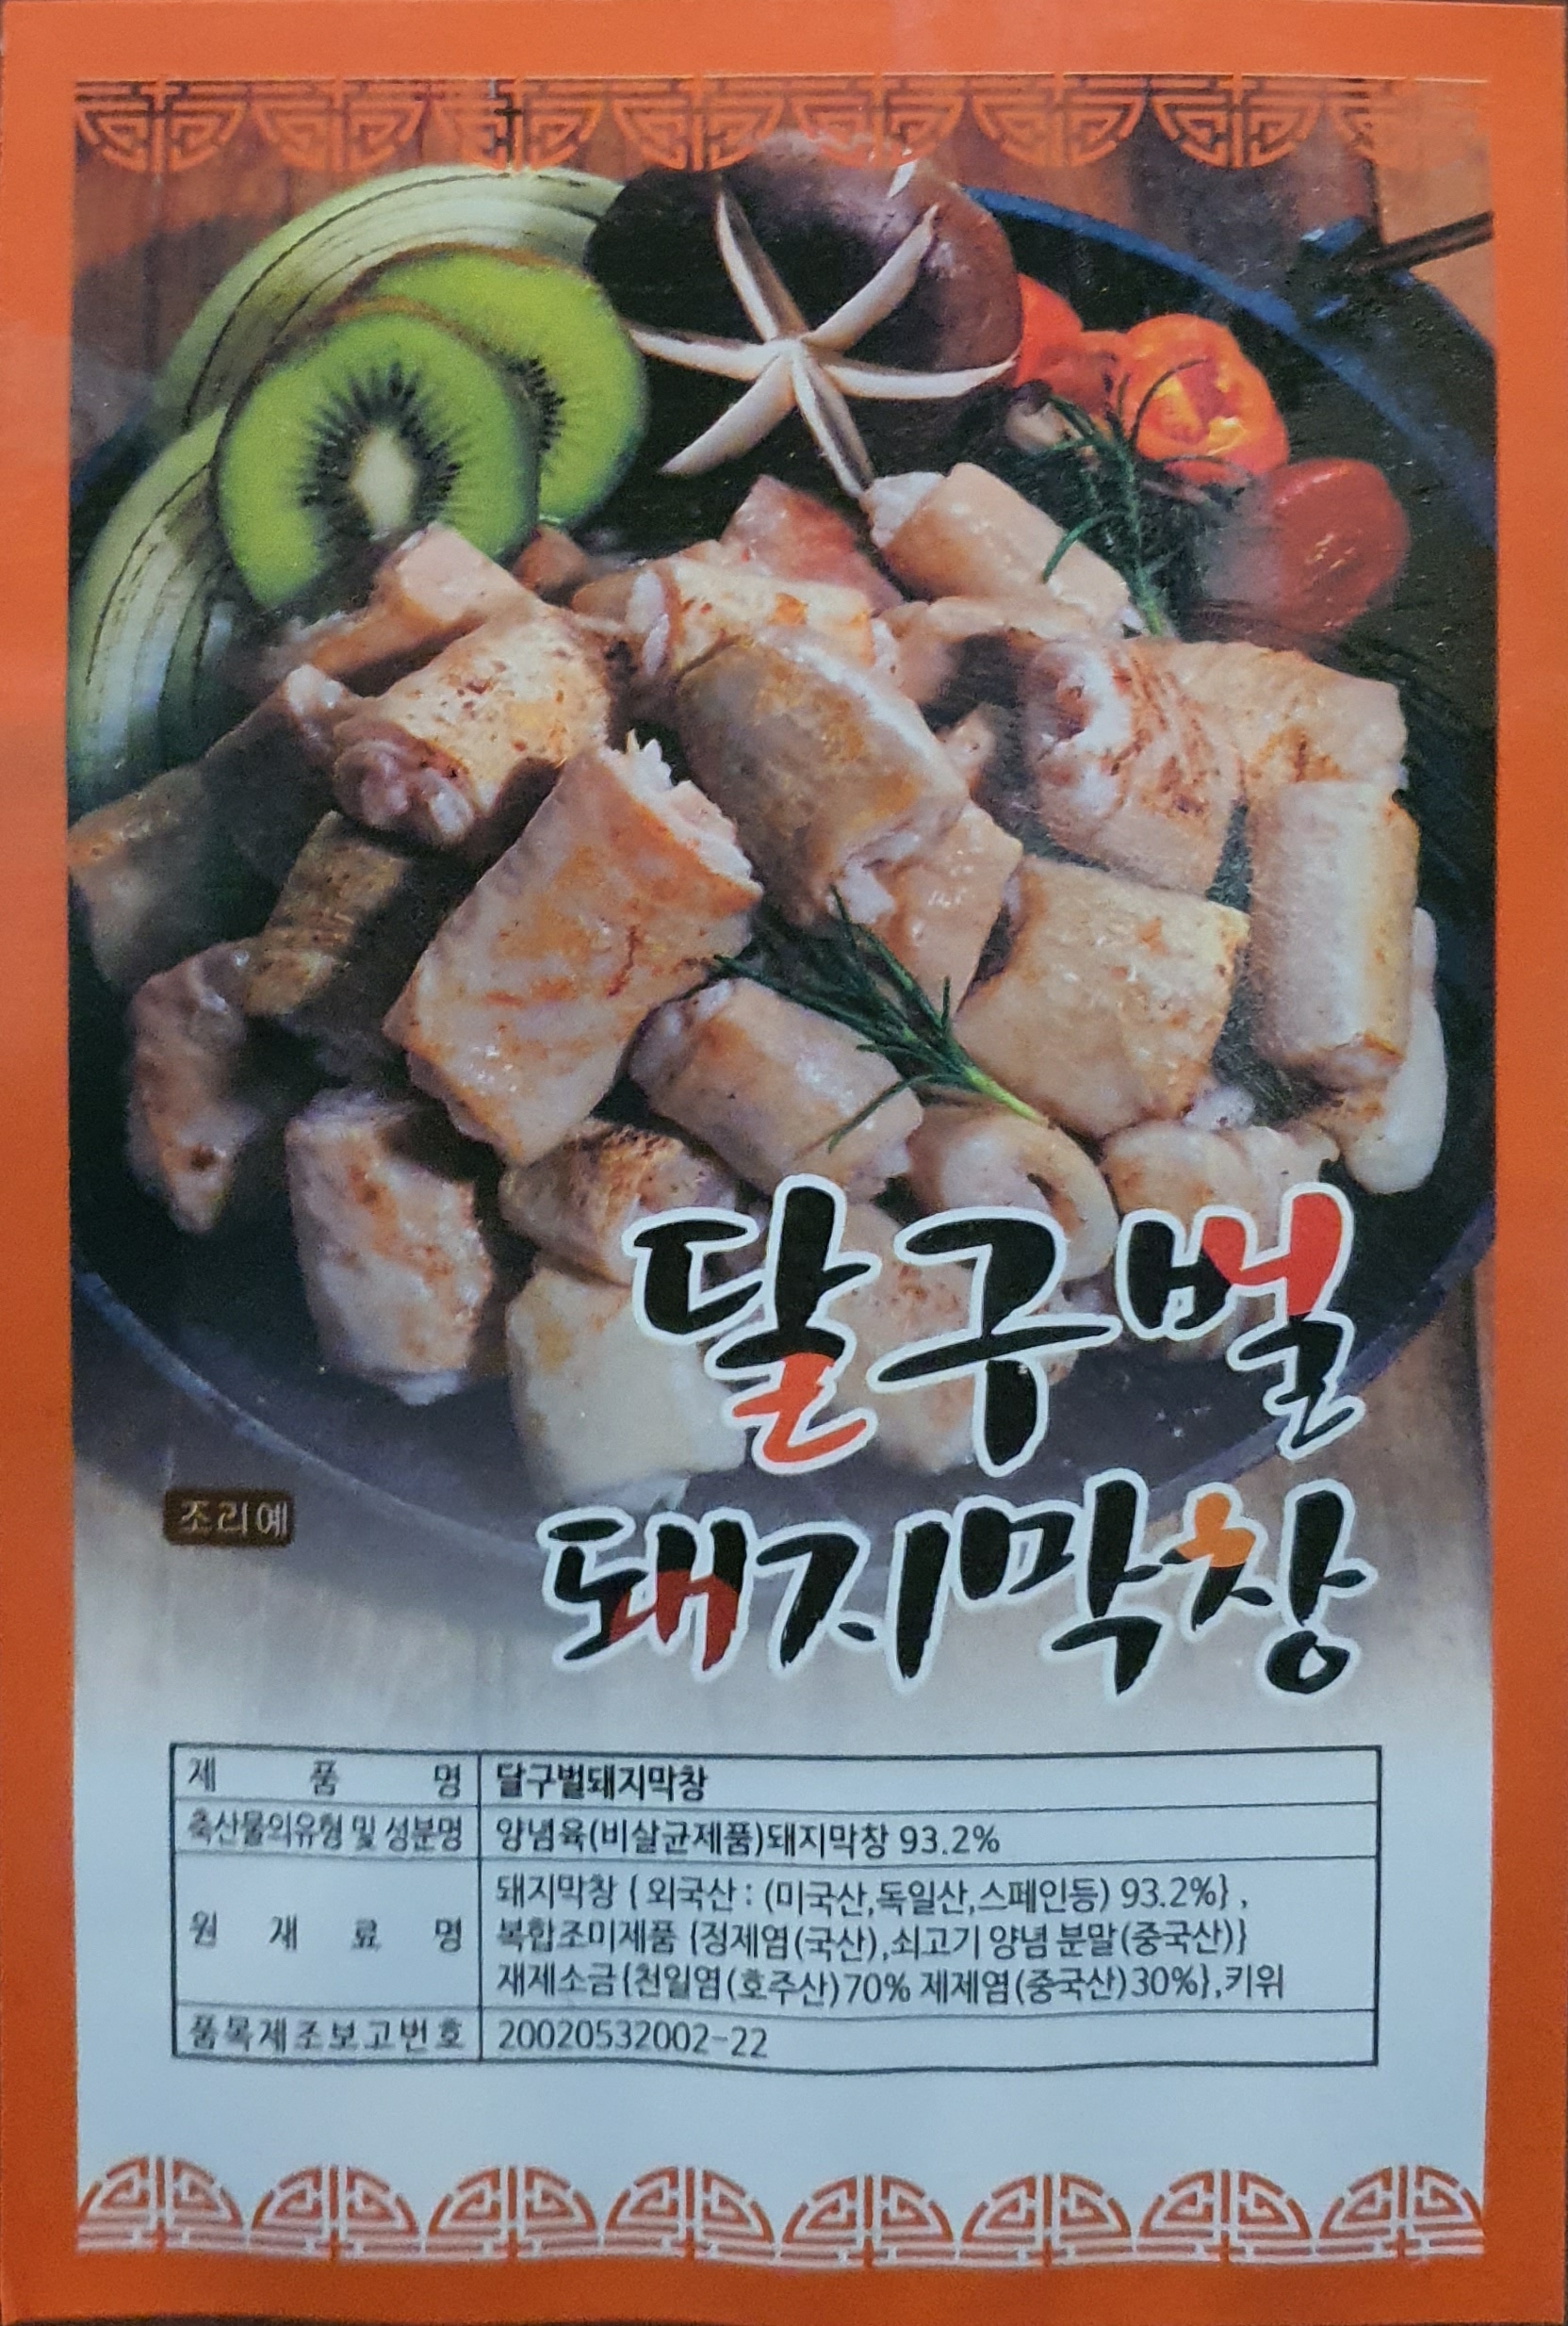 달구벌
돼지막창
조리예
제 품 명 달구벌돼지막창
축산물의유형 및 성분명 양념육(비살균제품)돼지막창 93.2%
원 재 료 명 돼지막창 { 외국산 : (미국산,독일산,스페인등) 93.2%} ,
복합조미제품 {정제염(국산),쇠고기 양념 분말(중국산)}
재제소금{천일염(호주산)70% 제제염(중국산)30%},키위
품목제조보고번호 20020532002-22